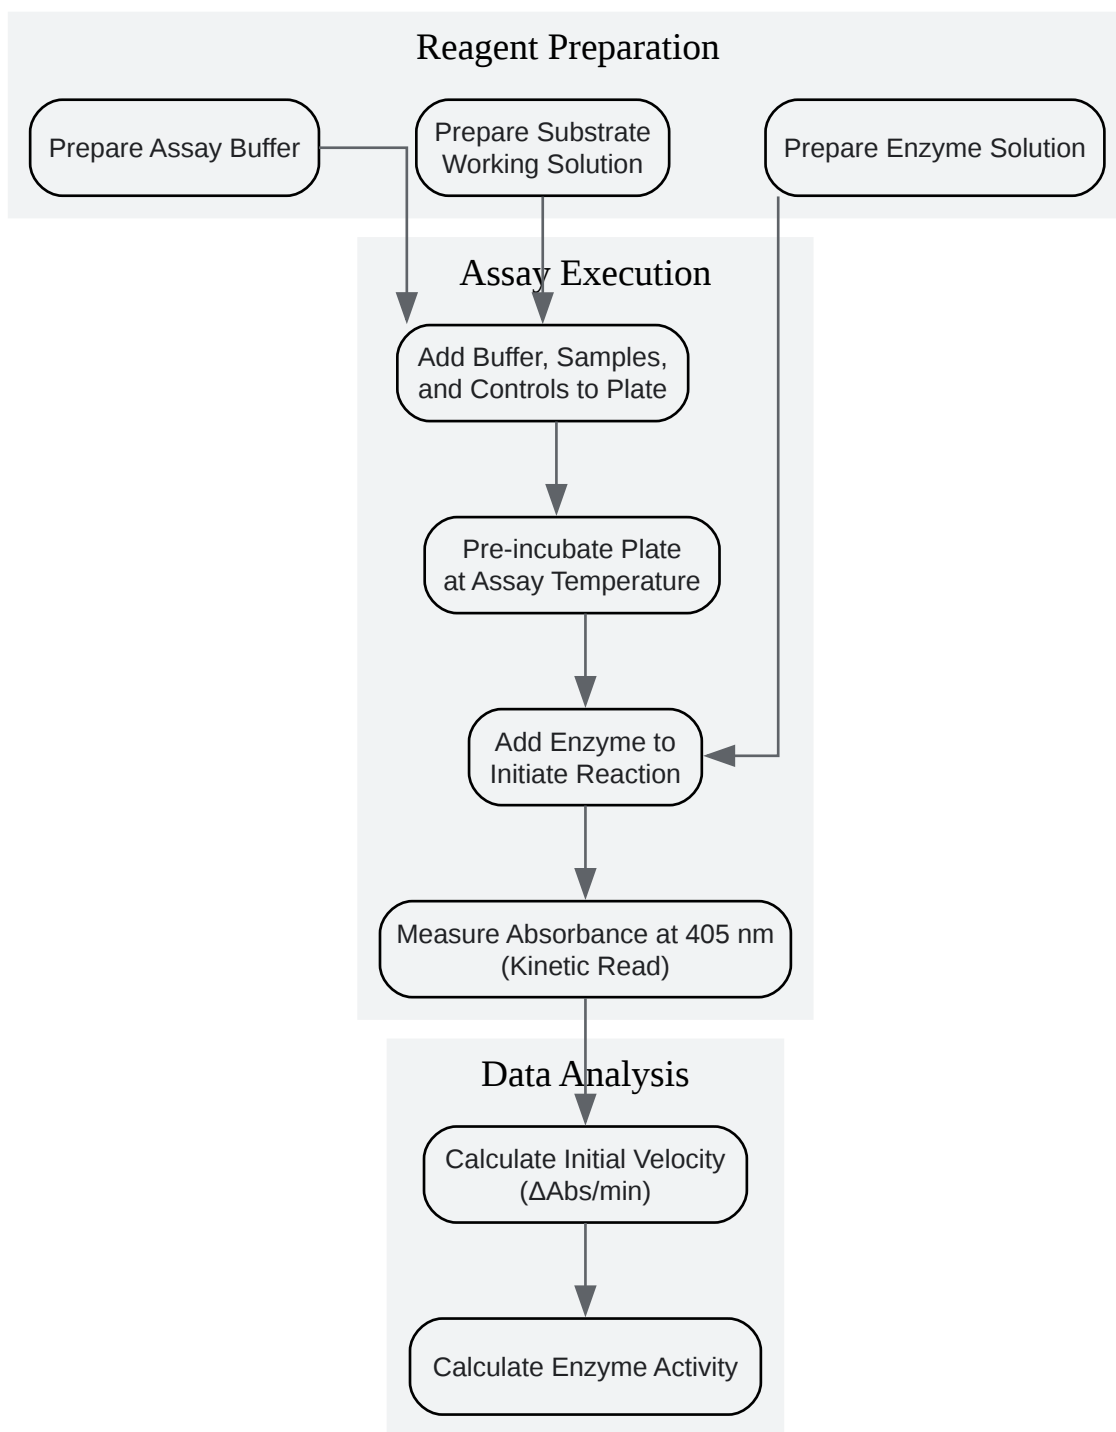 Reagent Preparation
Prepare Assay Buffer
Prepare Substrate
Working Solution
Prepare Enzyme Solution
Assay Execution
Add Buffer, Samples,
and Controls to Plate
Pre-incubate Plate
at Assay Temperature
Add Enzyme to
Initiate Reaction
Measure Absorbance at 405 nm
(Kinetic Read)
Data Analysis
Calculate Initial Velocity
(ΔAbs/min)
Calculate Enzyme Activity